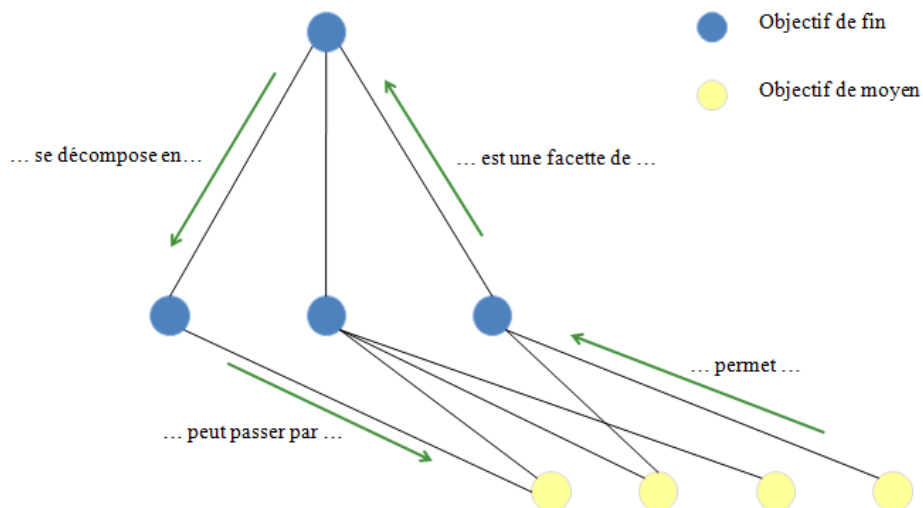 Objectif de fin
Objectif de moyen
… se décompose en…
… est une facette de …
… permet …
… peut passer par …